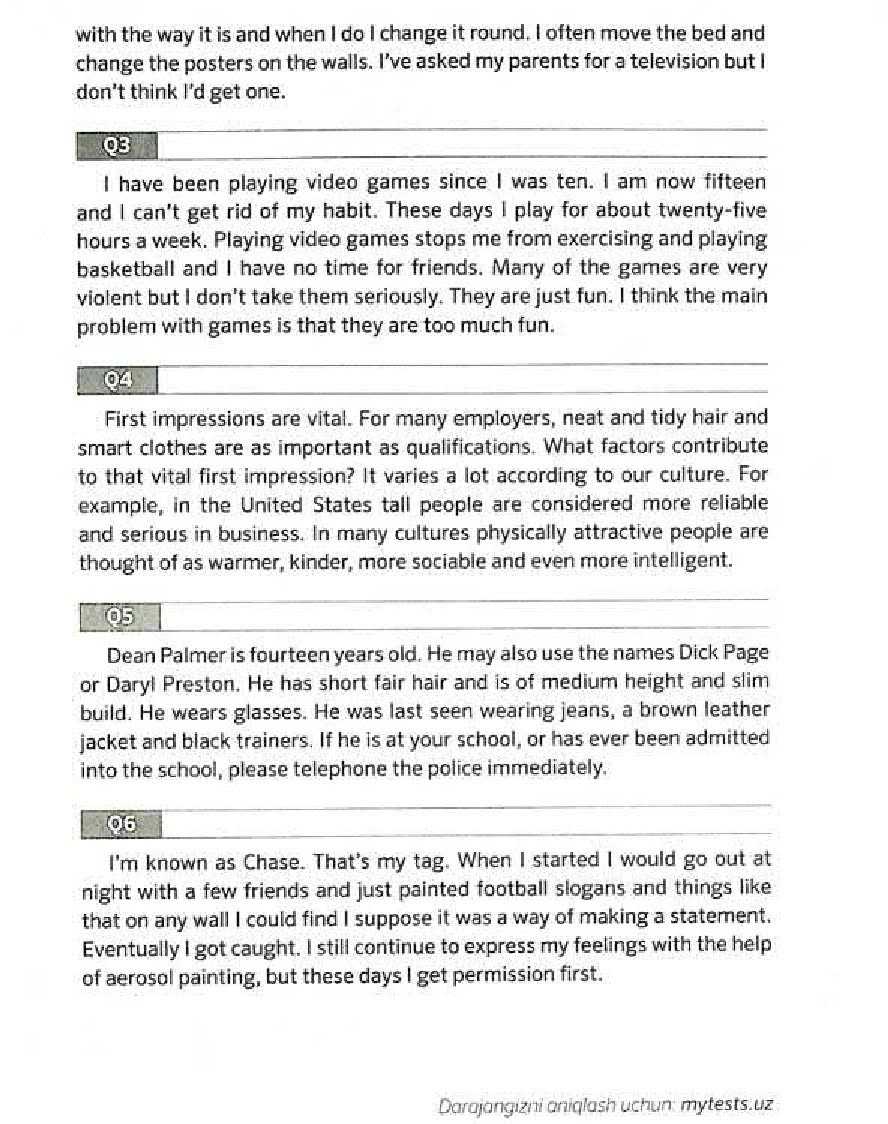 with the way it is and when I do I change it round. I often move the bed and
change the posters on the walls. I've asked my parents for a television but I
don't think I'd get one.
Q3
I have been playing video games since I was ten. I am now fifteen
and I can't get rid of my habit. These days I play for about twenty-five
hours a week. Playing video games stops me from exercising and playing
basketball and I have no time for friends. Many of the games are very
violent but I don't take them seriously. They are just fun. I think the main
problem with games is that they are too much fun.
Q4
First impressions are vital. For many employers, neat and tidy hair and
smart clothes are as important as qualifications. What factors contribute
to that vital first impression? It varies a lot according to our culture. For
example, in the United States tall people are considered more reliable
and serious in business. In many cultures physically attractive people are
thought of as warmer, kinder, more sociable and even more intelligent.
Q5
Dean Palmer is fourteen years old. He may also use the names Dick Page
or Daryl Preston. He has short fair hair and is of medium height and slim
build. He wears glasses. He was last seen wearing jeans, a brown leather
jacket and black trainers. If he is at your school, or has ever been admitted
into the school, please telephone the police immediately.
Q6
I'm known as Chase. That's my tag. When I started I would go out at
night with a few friends and just painted football slogans and things like
that on any wall I could find I suppose it was a way of making a statement.
Eventually I got caught. I still continue to express my feelings with the help
of aerosol painting, but these days I get permission first.
Darajangizni aniqlash uchun: mytests.uz